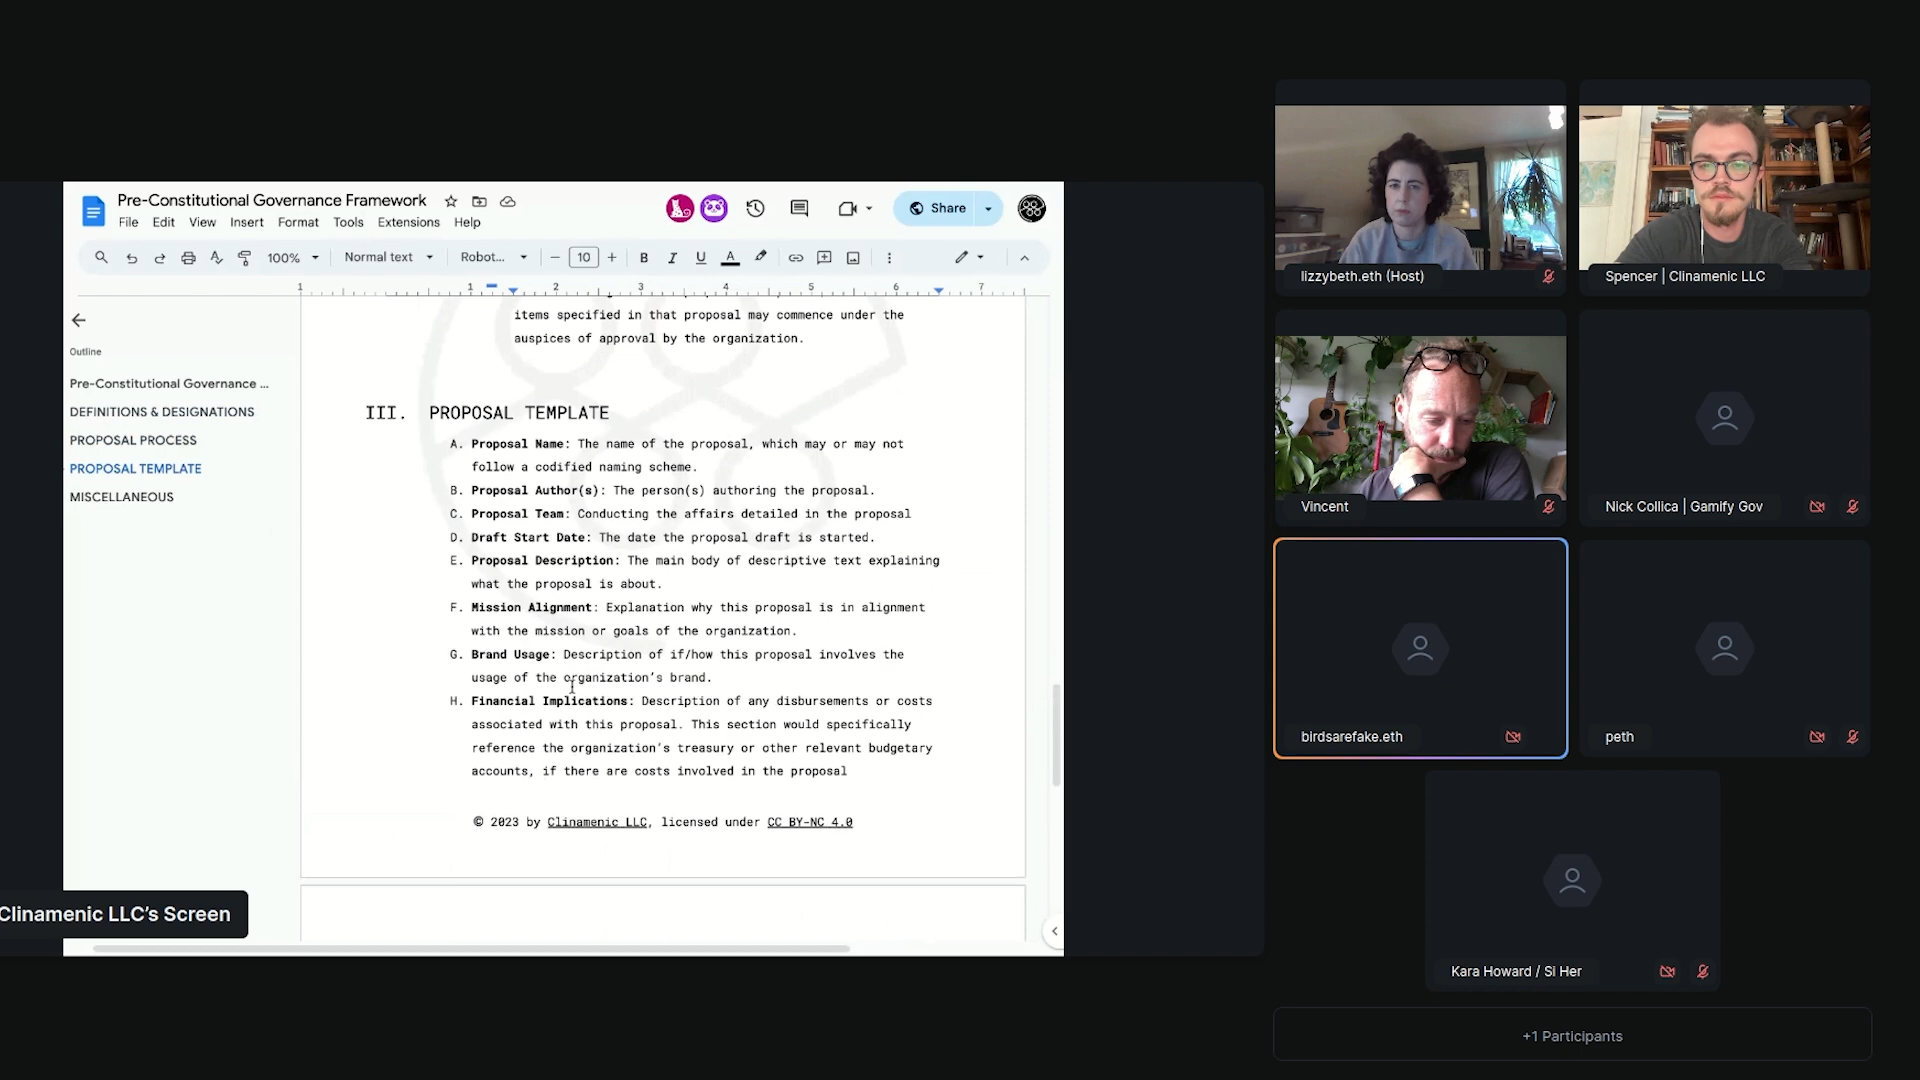 Pre-Constitutional Governance Framework
File Edit View Insert Format Tools Extensions Help
Share
100% Normal text Robot... 10 B I U A
1 1 2 3 4 5 6 7
Outline
Pre-Constitutional Governance ...
DEFINITIONS & DESIGNATIONS
PROPOSAL PROCESS
PROPOSAL TEMPLATE
MISCELLANEOUS
items specified in that proposal may commence under the
auspices of approval by the organization.
III. PROPOSAL TEMPLATE
A. Proposal Name: The name of the proposal, which may or may not
follow a codified naming scheme.
B. Proposal Author(s): The person(s) authoring the proposal.
C. Proposal Team: Conducting the affairs detailed in the proposal
D. Draft Start Date: The date the proposal draft is started.
E. Proposal Description: The main body of descriptive text explaining
what the proposal is about.
F. Mission Alignment: Explanation why this proposal is in alignment
with the mission or goals of the organization.
G. Brand Usage: Description of if/how this proposal involves the
usage of the organization's brand.
H. Financial Implications: Description of any disbursements or costs
associated with this proposal. This section would specifically
reference the organization's treasury or other relevant budgetary
accounts, if there are costs involved in the proposal
© 2023 by Clinamenic LLC, licensed under CC BY-NC 4.0
Clinamenic LLC's Screen
lizzybeth.eth (Host)
Spencer | Clinamenic LLC
Vincent
Nick Collica | Gamify Gov
birdsarefake.eth
peth
Kara Howard / Si Her
+1 Participants